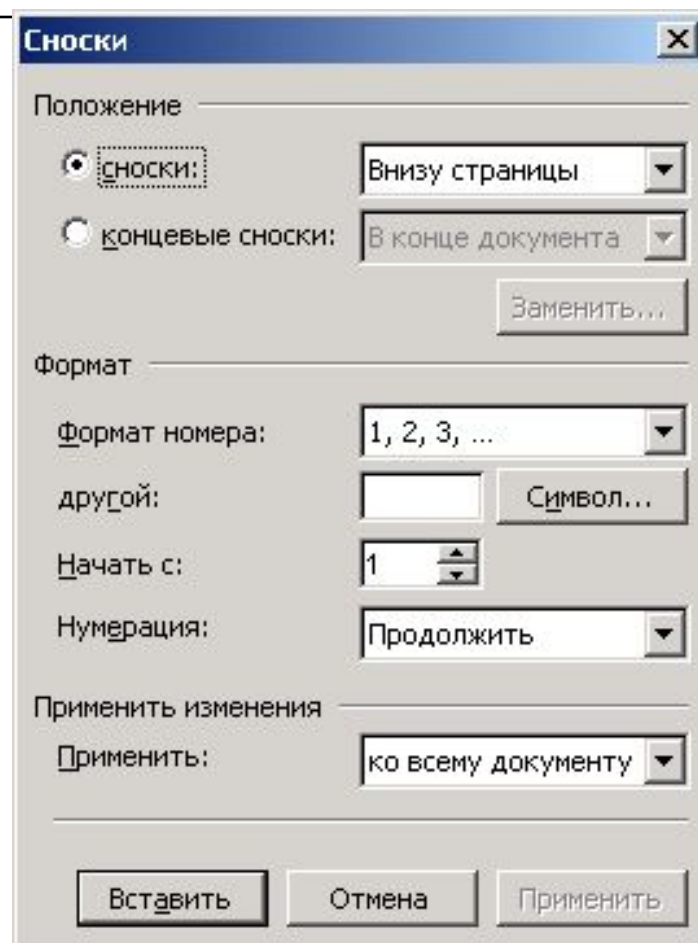 Сноски
Положение
сноски: Внизу страницы
концевые сноски: В конце документа
Заменить...
Формат
Формат номера: 1, 2, 3, ...
другой: Символ...
Начать с: 1
Нумерация: Продолжить
Применить изменения
Применить: ко всему документу
Вставить Отмена Применить